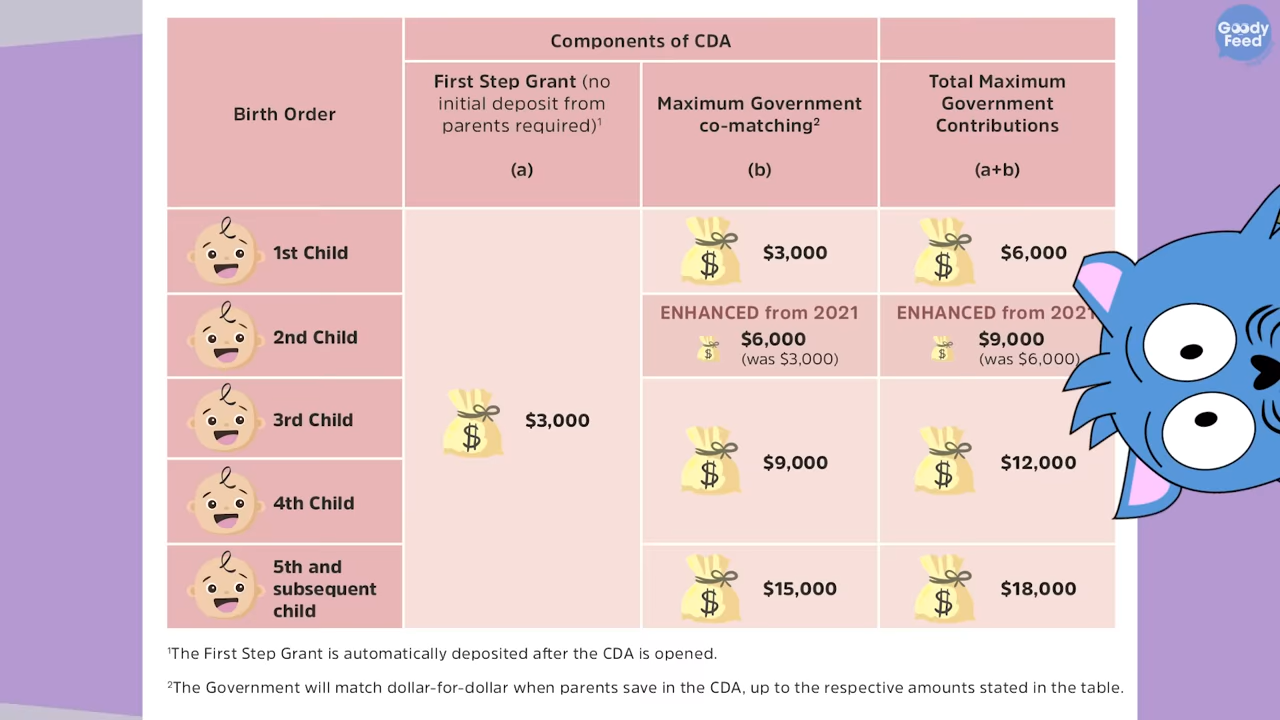 Goody
Feed
Components of CDA
Birth Order
First Step Grant (no
initial deposit from
parents required)¹
(a)
Maximum Government
co-matching²
(b)
Total Maximum
Government
Contributions
(a+b)
1st Child
$3,000
$6,000
2nd Child
ENHANCED from 2021
$6,000
(was $3,000)
ENHANCED from 2021
$9,000
(was $6,000)
3rd Child
$3,000
$9,000
$12,000
4th Child
5th and
subsequent
child
$15,000
$18,000
¹The First Step Grant is automatically deposited after the CDA is opened.
²The Government will match dollar-for-dollar when parents save in the CDA, up to the respective amounts stated in the table.